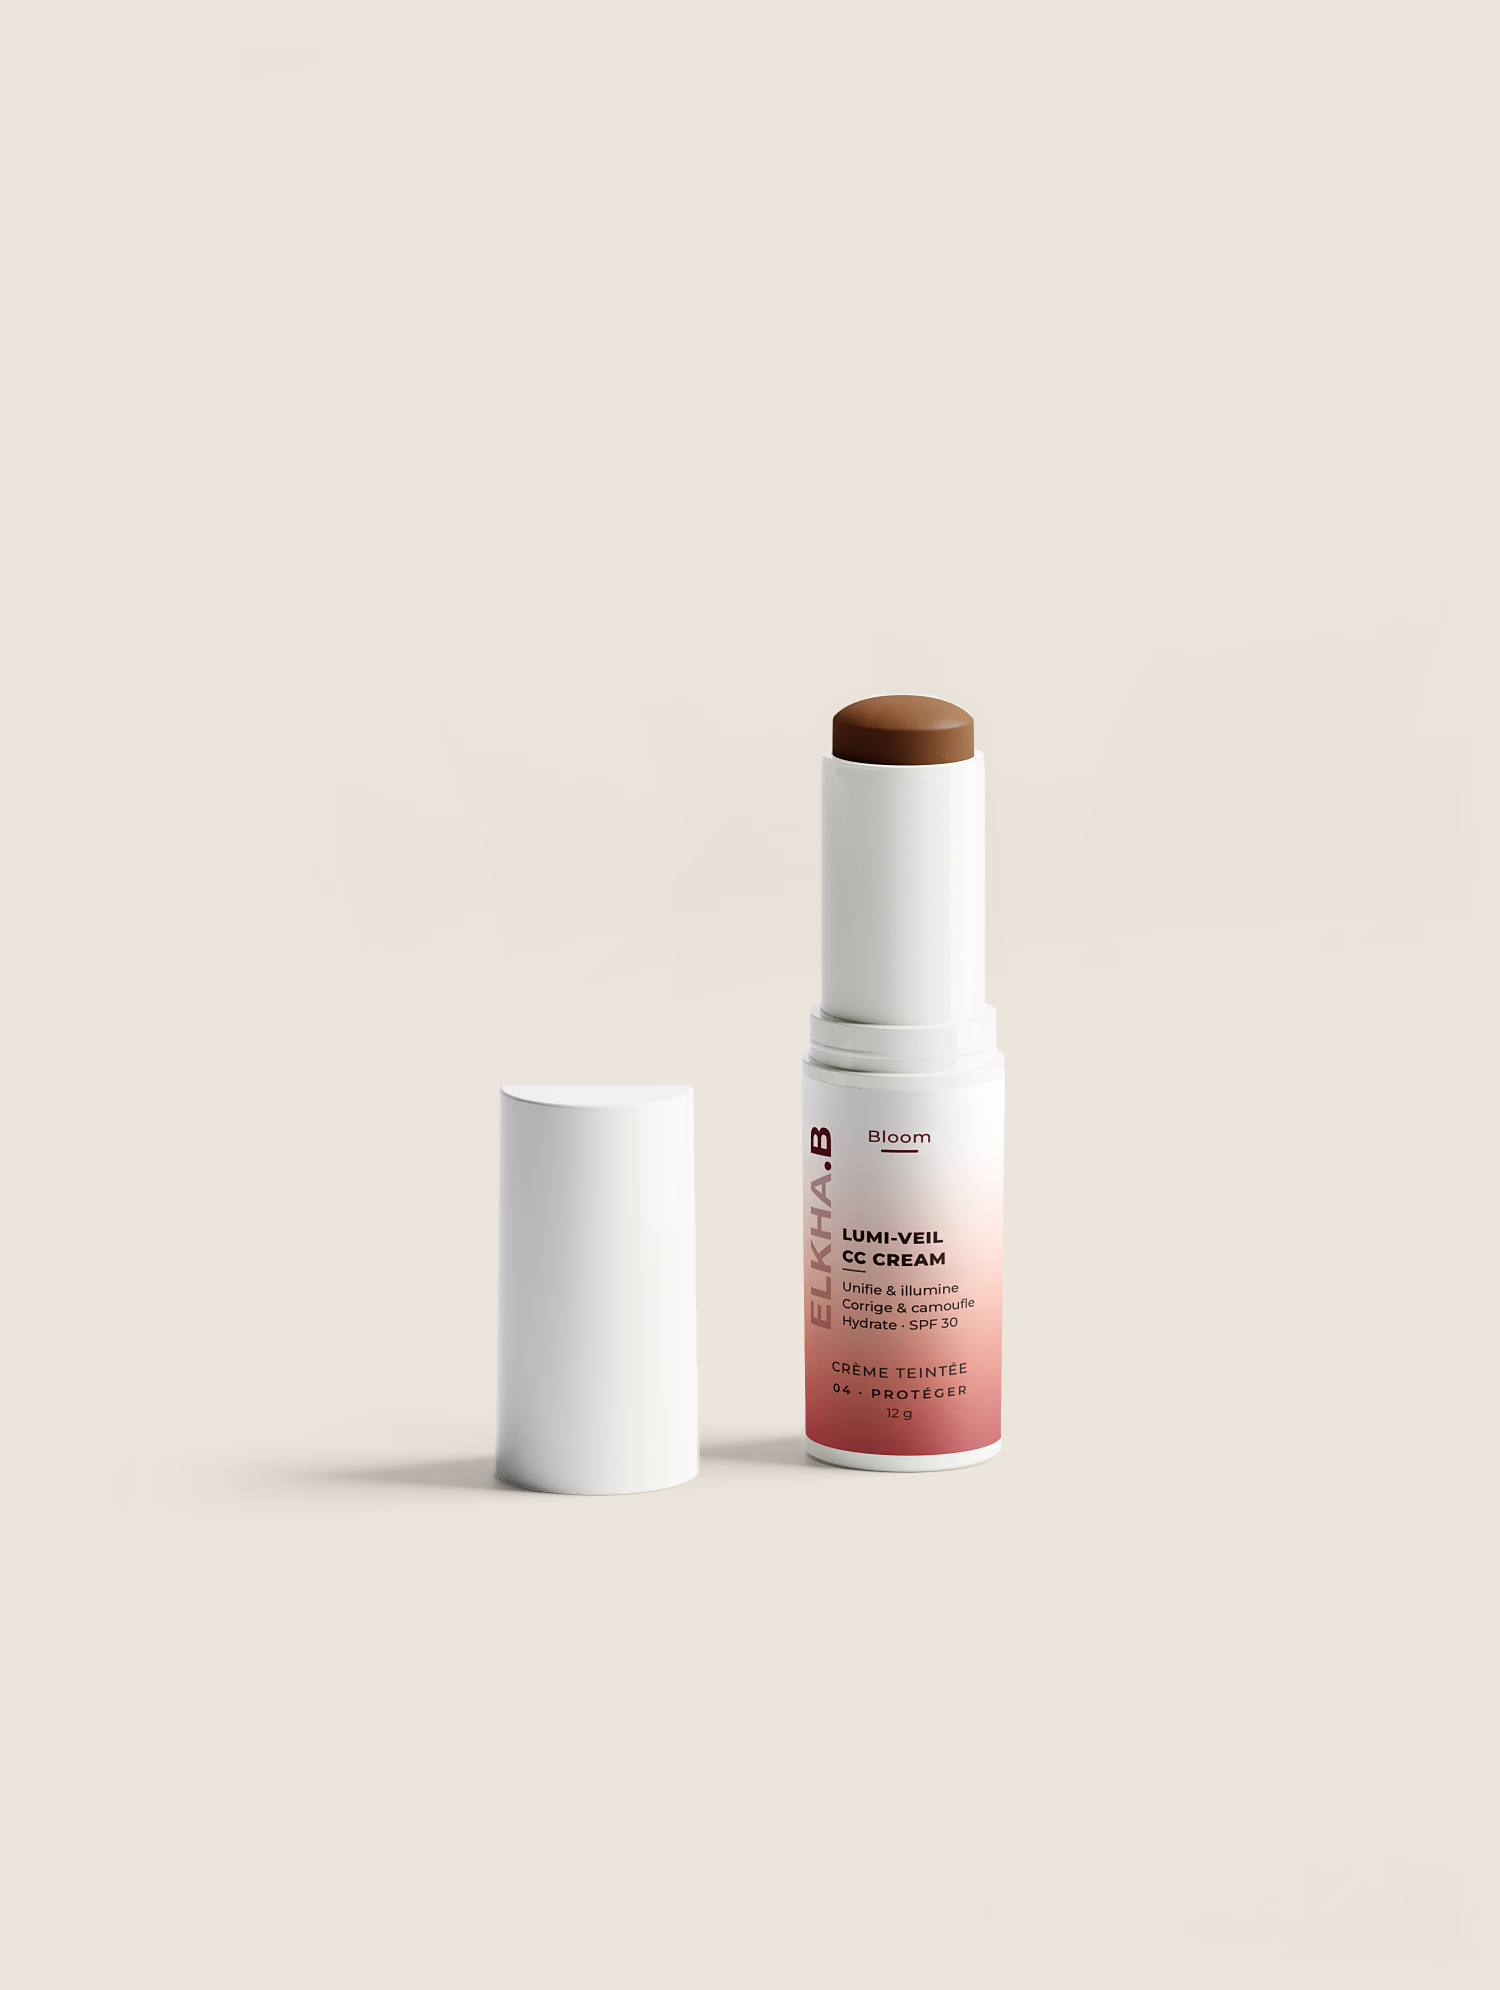 ELKHA.B
Bloom
LUMI-VEIL
CC CREAM
Unifie & illumine
Corrige & camoufle
Hydrate · SPF 30
CRÈME TEINTÉE
04 · PROTÉGER
12 g